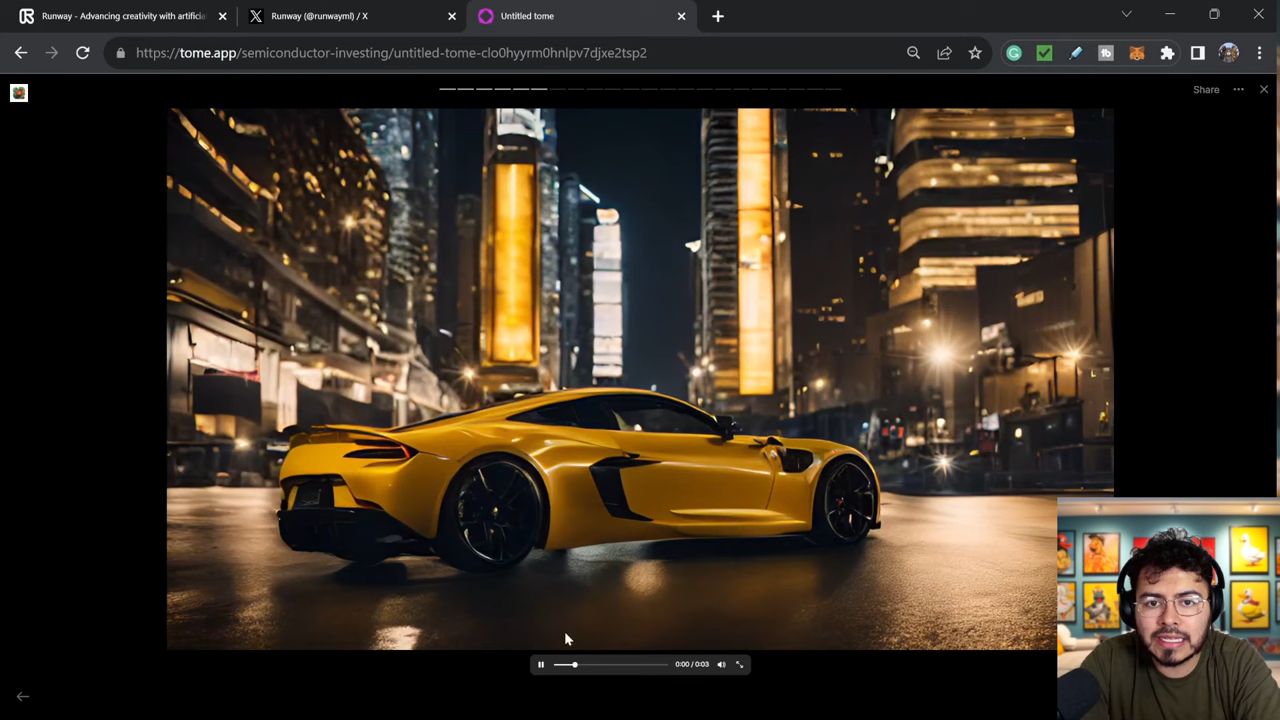 Runway - Advancing creativity with artificia
Runway (@runwayml) / X
Untitled tome
https://tome.app/semiconductor-investing/untitled-tome-clo0hyyrm0hnlpv7djxe2tsp2
Share
0:00 / 0:03